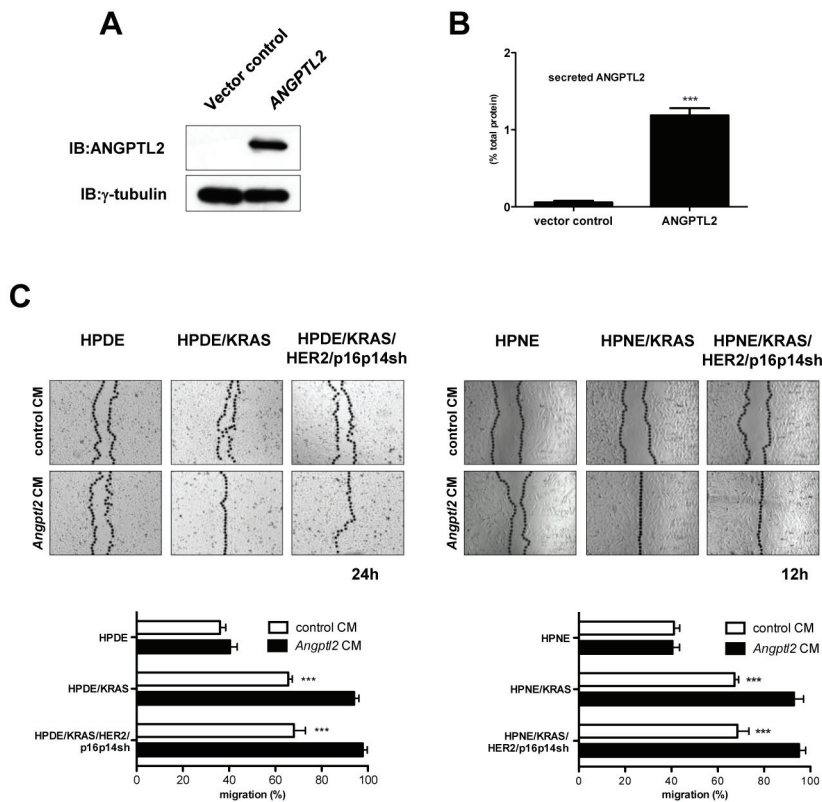 A
Vector control
ANGPTL2
IB:ANGPTL2
IB:γ-tubulin
B
2
1
0
(% total protein)
secreted ANGPTL2
***
vector control
ANGPTL2
C
HPDE
HPDE/KRAS
HPDE/KRAS/
HER2/p16p14sh
control CM
Angptl2 CM
24h
HPNE
HPNE/KRAS
HPNE/KRAS/
HER2/p16p14sh
control CM
Angptl2 CM
12h
HPDE
HPDE/KRAS
HPDE/KRAS/HER2/
p16p14sh
control CM
Angptl2 CM
***
***
0 20 40 60 80 100
migration (%)
HPNE
HPNE/KRAS
HPNE/KRAS/
HER2/p16p14sh
control CM
Angptl2 CM
***
***
0 20 40 60 80 100
migration (%)